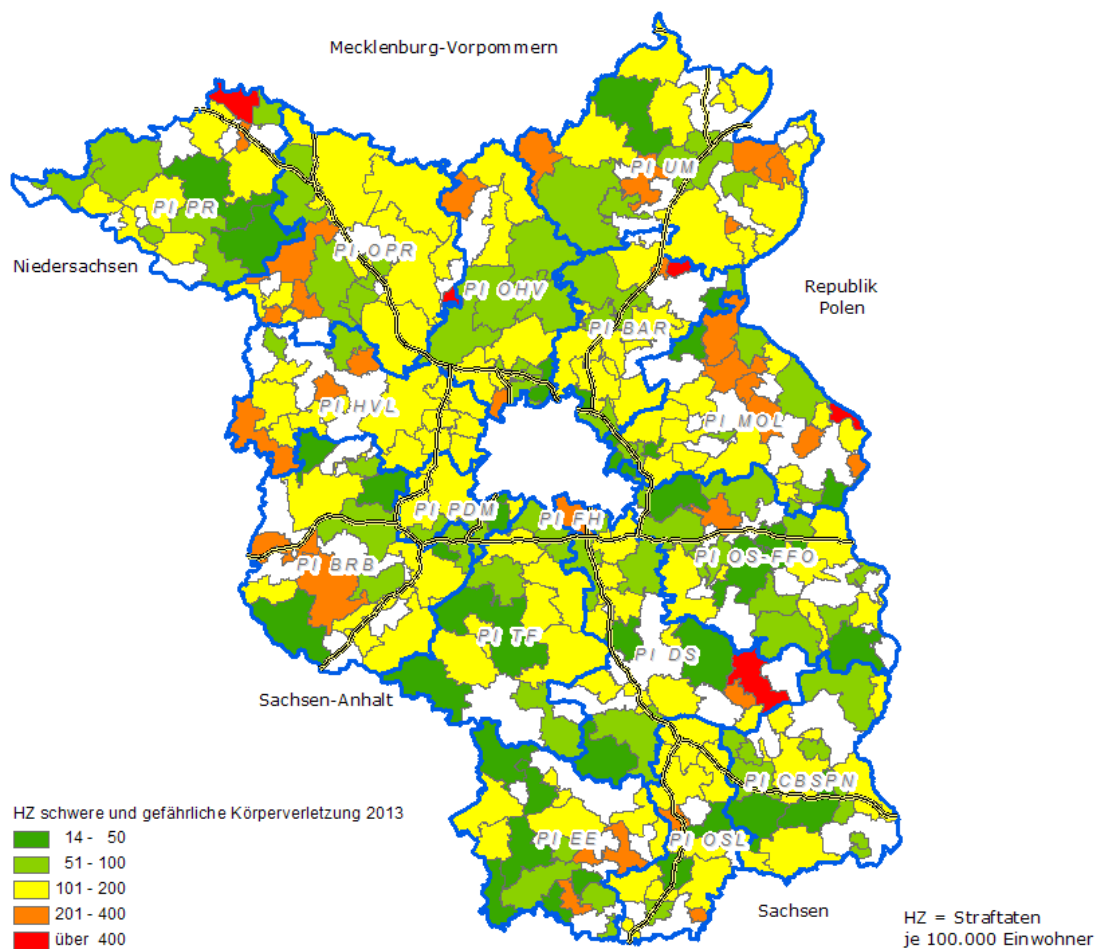 Mecklenburg-Vorpommern
PI UM
PI PR
PI OPR
Niedersachsen
PI OHV
Republik
Polen
PI BAR
PI HVL
PI MOL
PI PDM
PI FH
PI OS-FFO
PI BRB
PI TF
PI DS
Sachsen-Anhalt
PI CBSPN
HZ schwere und gefährliche Körperverletzung 2013
14 - 50
51 - 100
101 - 200
201 - 400
über 400
PI EE
PI OSL
Sachsen
HZ = Straftaten
je 100.000 Einwohner